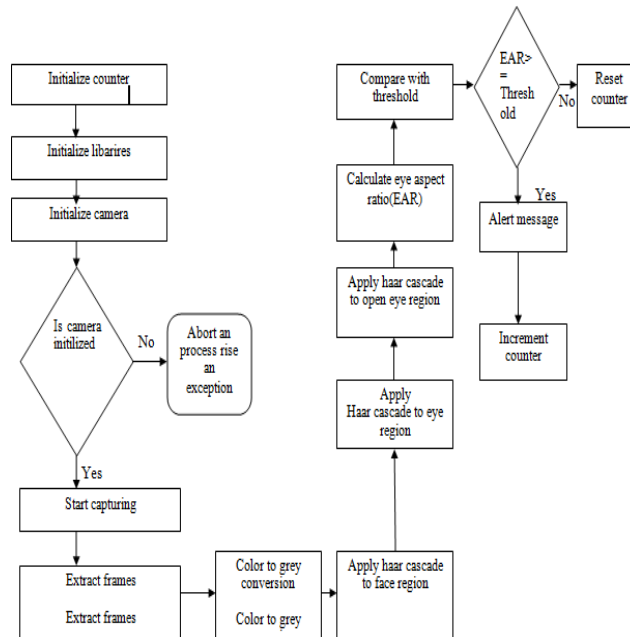 Initialize counter
Initialize libarires
Initialize camera
Is camera
initilized
No
Abort an
process rise
an
exception
Yes
Start capturing
Extract frames
Extract frames
Color to grey
conversion
Color to grey
Apply haar cascade
to face region
Apply
Haar cascade to eye
region
Apply haar cascade
to open eye region
Calculate eye aspect
ratio(EAR)
Compare with
threshold
EAR>
=
Thresh
old
No
Reset
counter
Yes
Alert message
Increment
counter